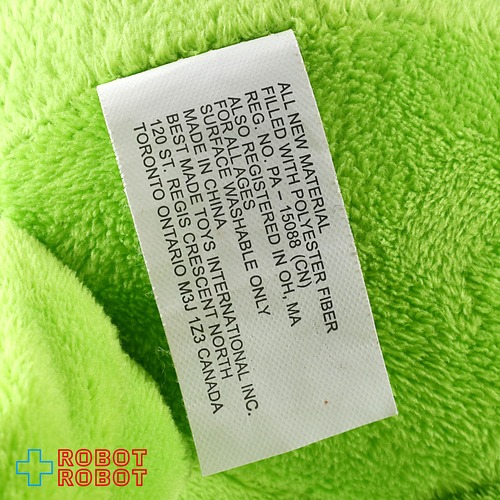 ALL NEW MATERIAL
FILLED WITH POLYESTER FIBER
REG. NO. PA - 15088 (CN)
ALSO REGISTERED IN OH, MA
FOR ALL AGES
SURFACE WASHABLE ONLY
MADE IN CHINA
BEST MADE TOYS INTERNATIONAL INC.
120 ST. REGIS CRESCENT NORTH
TORONTO ONTARIO M3J 1Z3 CANADA
ROBOT
ROBOT